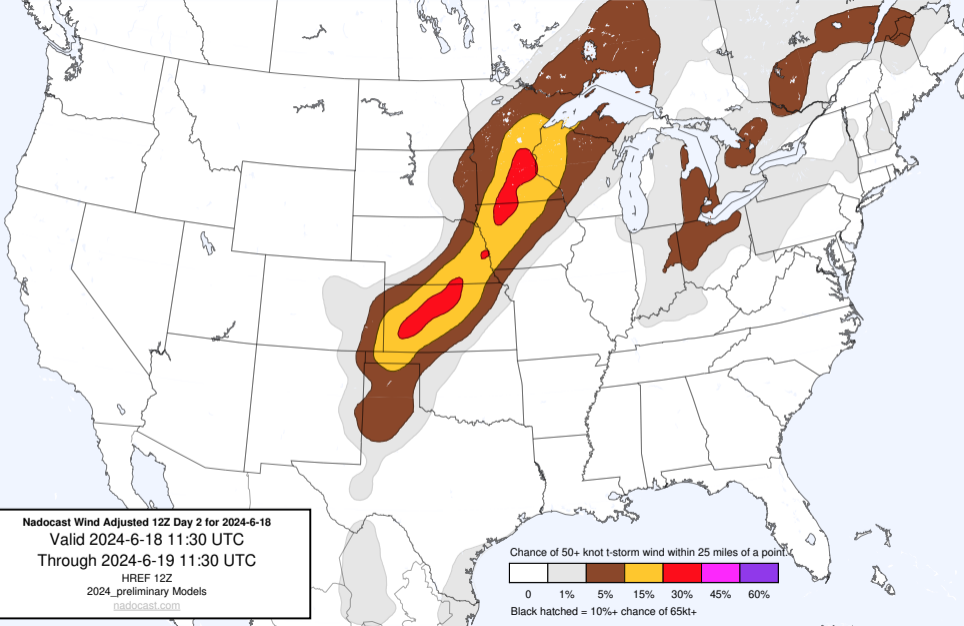 Nadocast Wind Adjusted 12Z Day 2 for 2024-6-18
Valid 2024-6-18 11:30 UTC
Through 2024-6-19 11:30 UTC
HREF 12Z
2024_preliminary Models
nadocast.com
Chance of 50+ knot t-storm wind within 25 miles of a point.
0 1% 5% 15% 30% 45% 60%
Black hatched = 10%+ chance of 65kt+